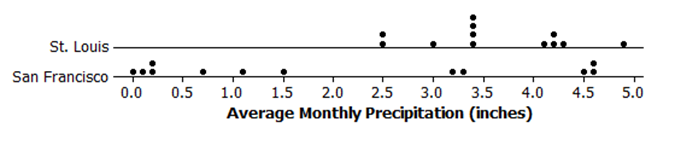 St. Louis
San Francisco
0.0 0.5 1.0 1.5 2.0 2.5 3.0 3.5 4.0 4.5 5.0
Average Monthly Precipitation (inches)